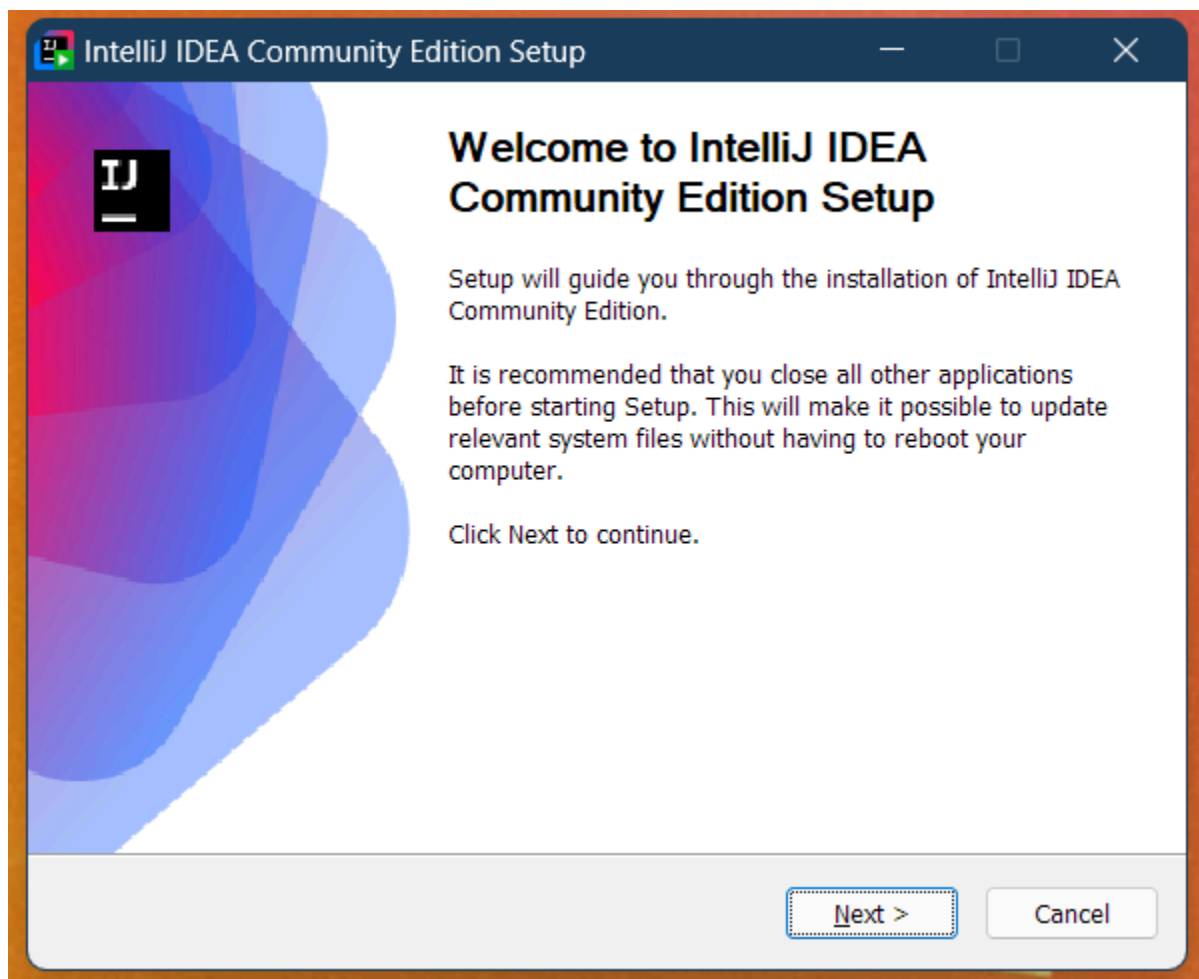 IntelliJ IDEA Community Edition Setup
IJ
Welcome to IntelliJ IDEA
Community Edition Setup
Setup will guide you through the installation of IntelliJ IDEA
Community Edition.
It is recommended that you close all other applications
before starting Setup. This will make it possible to update
relevant system files without having to reboot your
computer.
Click Next to continue.
Next >
Cancel